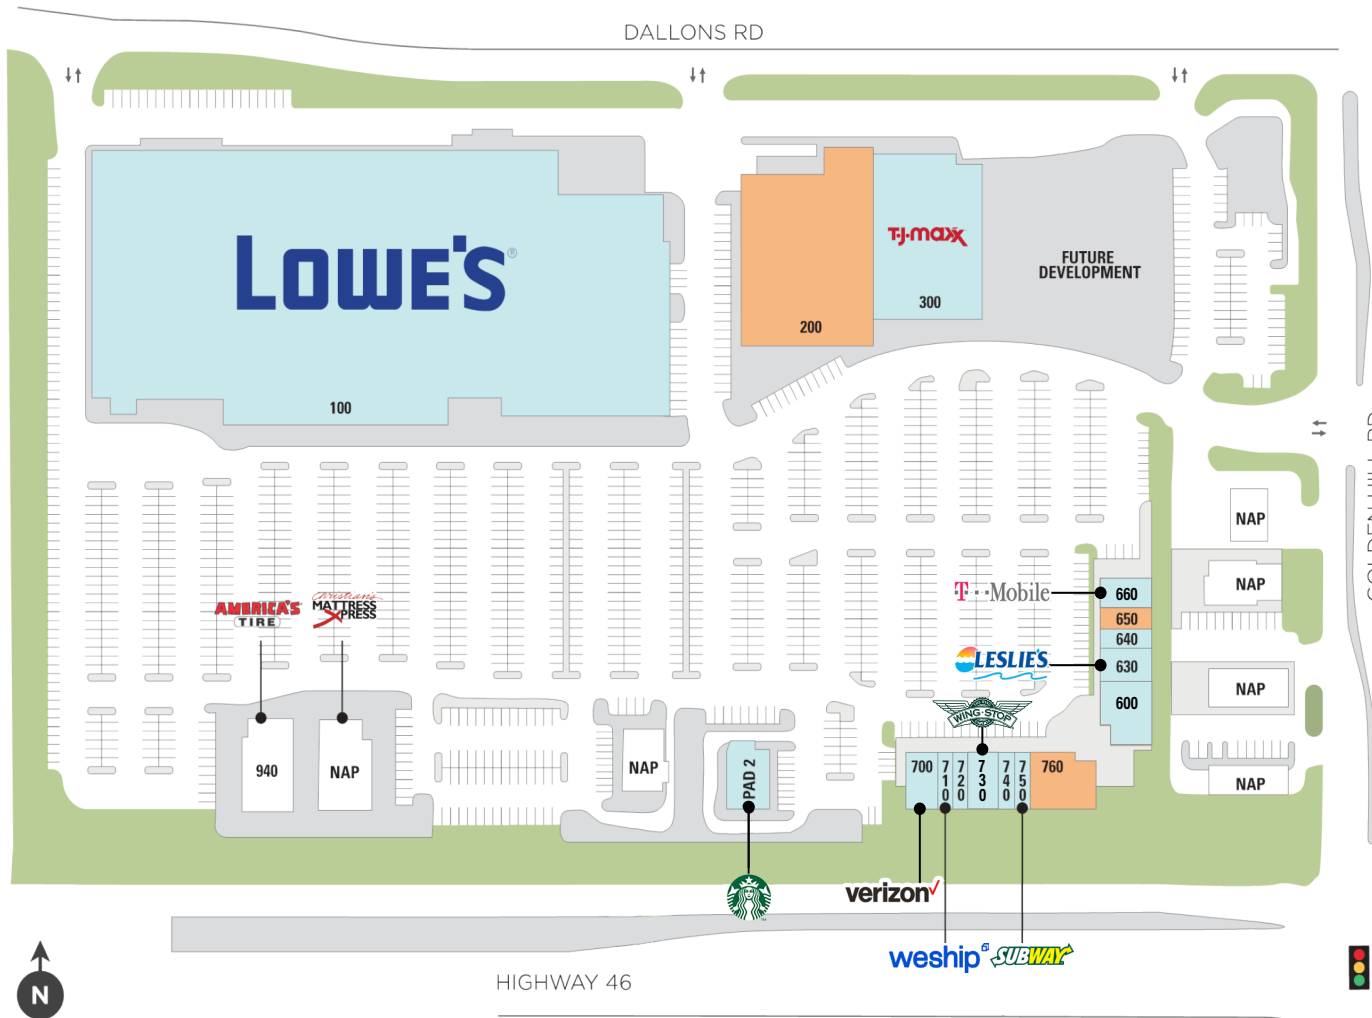 DALLONS RD
LOWE'S®
100
200
T·J·maxx
300
FUTURE
DEVELOPMENT
NAP
NAP
NAP
NAP
AMERICA'S
TIRE
Christian's
MATTRESS
XPRESS
T··Mobile
660
650
640
LESLIE'S
630
600
WING·STOP
940
NAP
NAP
PAD 2
700
710
720
730
740
750
760
verizon
weship
SUBWAY
HIGHWAY 46
N